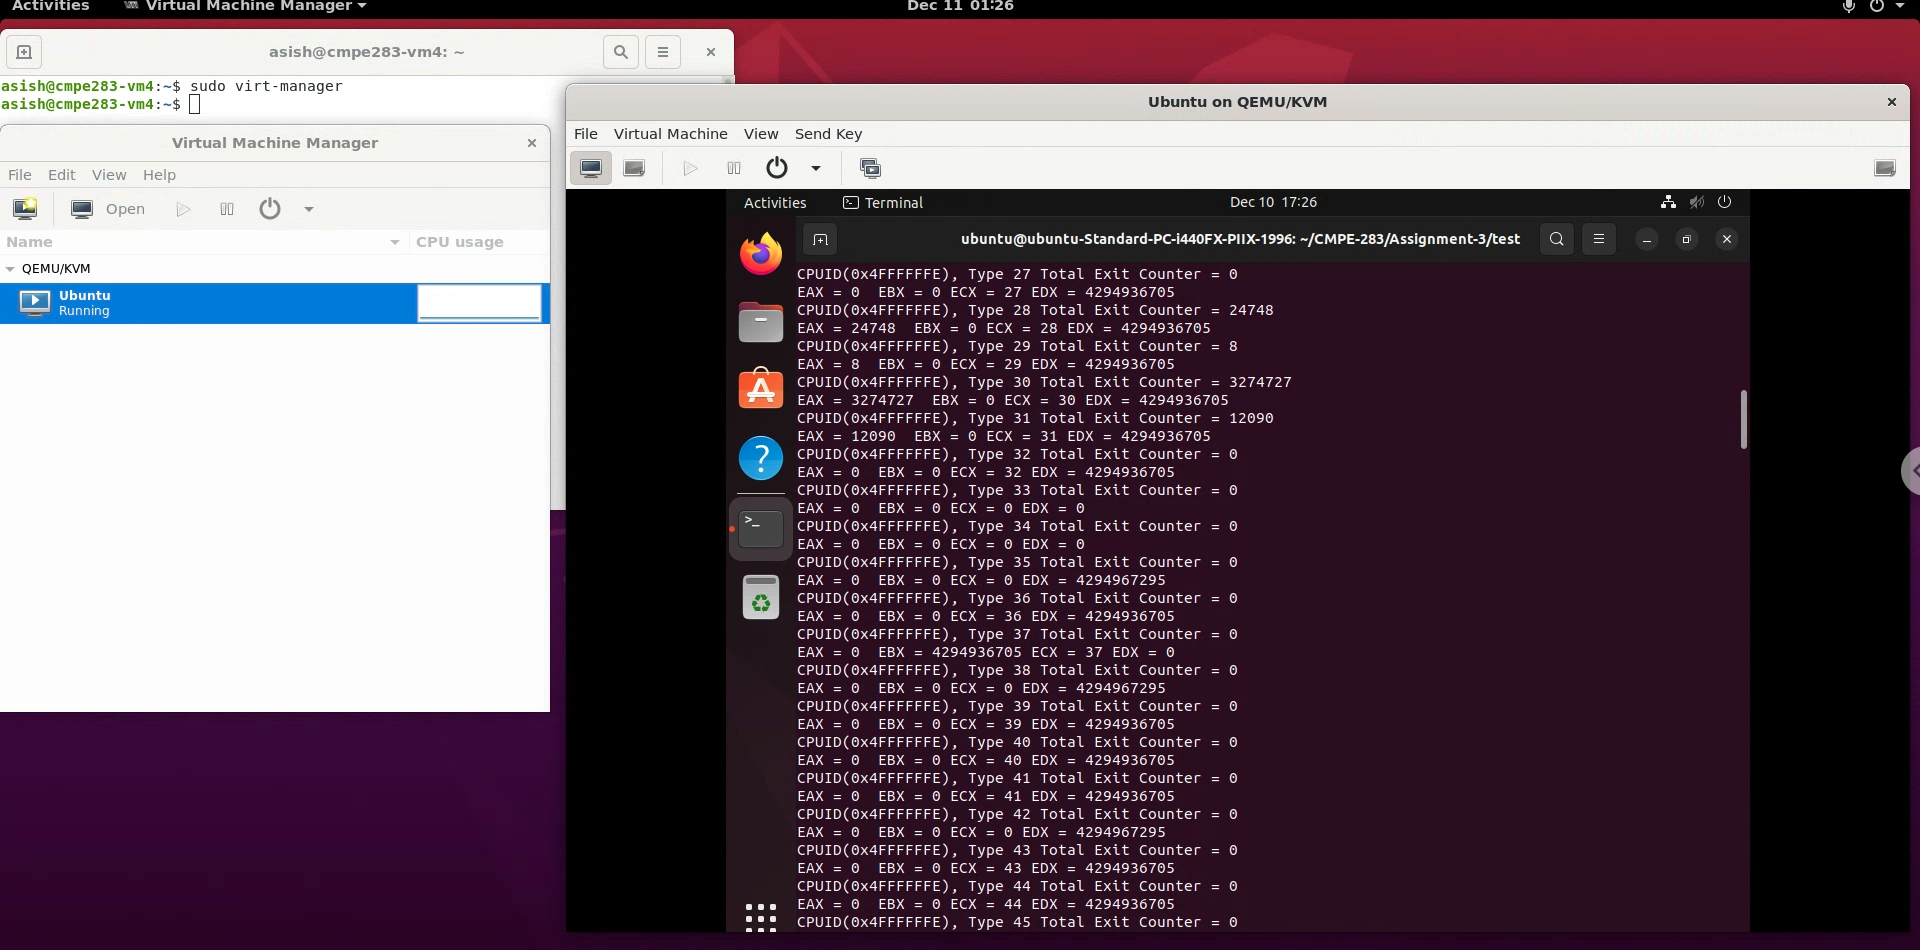 Activities Virtual Machine Manager Dec 11 01:26
asish@cmpe283-vm4: ~
asish@cmpe283-vm4:~$ sudo virt-manager
asish@cmpe283-vm4:~$
Virtual Machine Manager
File Edit View Help
Open
Name CPU usage
QEMU/KVM
Ubuntu
Running
Ubuntu on QEMU/KVM
File Virtual Machine View Send Key
Activities Terminal Dec 10 17:26
ubuntu@ubuntu-Standard-PC-i440FX-PIIX-1996: ~/CMPE-283/Assignment-3/test
CPUID(0x4FFFFFFE), Type 27 Total Exit Counter = 0
EAX = 0  EBX = 0 ECX = 27 EDX = 4294936705
CPUID(0x4FFFFFFE), Type 28 Total Exit Counter = 24748
EAX = 24748  EBX = 0 ECX = 28 EDX = 4294936705
CPUID(0x4FFFFFFE), Type 29 Total Exit Counter = 8
EAX = 8  EBX = 0 ECX = 29 EDX = 4294936705
CPUID(0x4FFFFFFE), Type 30 Total Exit Counter = 3274727
EAX = 3274727  EBX = 0 ECX = 30 EDX = 4294936705
CPUID(0x4FFFFFFE), Type 31 Total Exit Counter = 12090
EAX = 12090  EBX = 0 ECX = 31 EDX = 4294936705
CPUID(0x4FFFFFFE), Type 32 Total Exit Counter = 0
EAX = 0  EBX = 0 ECX = 32 EDX = 4294936705
CPUID(0x4FFFFFFE), Type 33 Total Exit Counter = 0
EAX = 0  EBX = 0 ECX = 0 EDX = 0
CPUID(0x4FFFFFFE), Type 34 Total Exit Counter = 0
EAX = 0  EBX = 0 ECX = 0 EDX = 0
CPUID(0x4FFFFFFE), Type 35 Total Exit Counter = 0
EAX = 0  EBX = 0 ECX = 0 EDX = 4294967295
CPUID(0x4FFFFFFE), Type 36 Total Exit Counter = 0
EAX = 0  EBX = 0 ECX = 36 EDX = 4294936705
CPUID(0x4FFFFFFE), Type 37 Total Exit Counter = 0
EAX = 0  EBX = 4294936705 ECX = 37 EDX = 0
CPUID(0x4FFFFFFE), Type 38 Total Exit Counter = 0
EAX = 0  EBX = 0 ECX = 0 EDX = 4294967295
CPUID(0x4FFFFFFE), Type 39 Total Exit Counter = 0
EAX = 0  EBX = 0 ECX = 39 EDX = 4294936705
CPUID(0x4FFFFFFE), Type 40 Total Exit Counter = 0
EAX = 0  EBX = 0 ECX = 40 EDX = 4294936705
CPUID(0x4FFFFFFE), Type 41 Total Exit Counter = 0
EAX = 0  EBX = 0 ECX = 41 EDX = 4294936705
CPUID(0x4FFFFFFE), Type 42 Total Exit Counter = 0
EAX = 0  EBX = 0 ECX = 0 EDX = 4294967295
CPUID(0x4FFFFFFE), Type 43 Total Exit Counter = 0
EAX = 0  EBX = 0 ECX = 43 EDX = 4294936705
CPUID(0x4FFFFFFE), Type 44 Total Exit Counter = 0
EAX = 0  EBX = 0 ECX = 44 EDX = 4294936705
CPUID(0x4FFFFFFE), Type 45 Total Exit Counter = 0